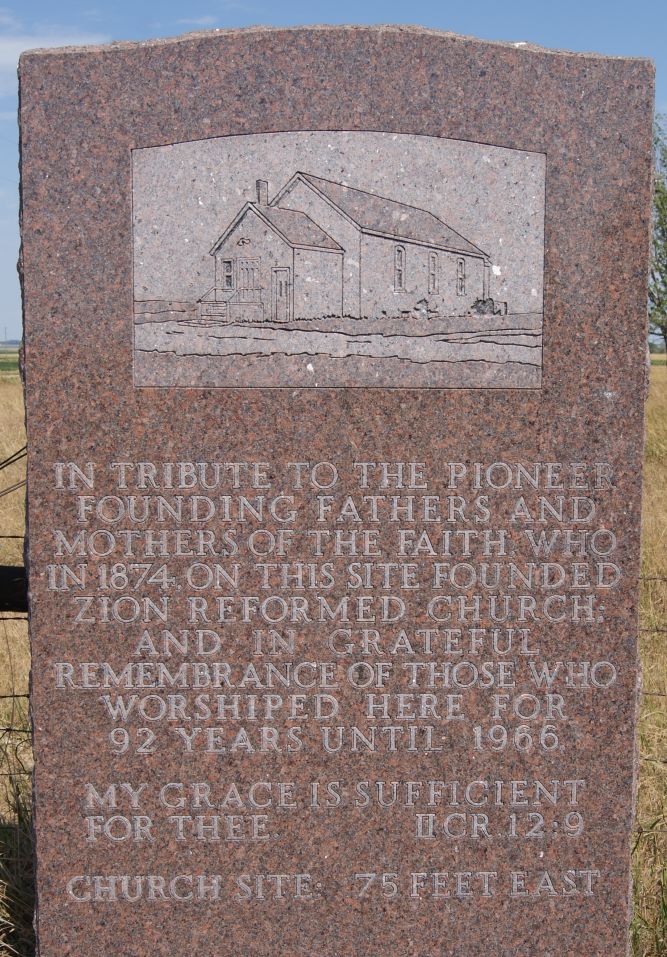 IN TRIBUTE TO THE PIONEER
FOUNDING FATHERS AND
MOTHERS OF THE FAITH, WHO
IN 1874, ON THIS SITE FOUNDED
ZION REFORMED CHURCH;
AND IN GRATEFUL
REMEMBRANCE OF THOSE WHO
WORSHIPED HERE FOR
92 YEARS UNTIL 1966.
MY GRACE IS SUFFICIENT
FOR THEE. II CR. 12:9
CHURCH SITE: 75 FEET EAST